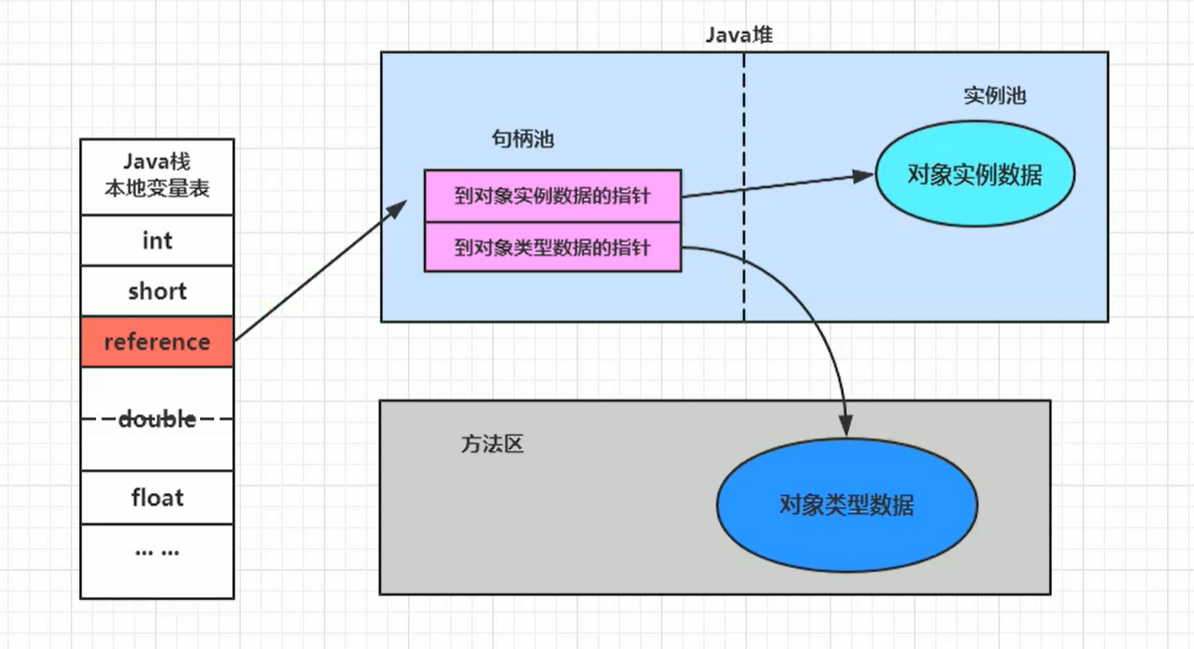 Java堆
实例池
句柄池
Java栈
本地变量表
到对象实例数据的指针
对象实例数据
int
到对象类型数据的指针
short
reference
double
方法区
float
对象类型数据
... ...